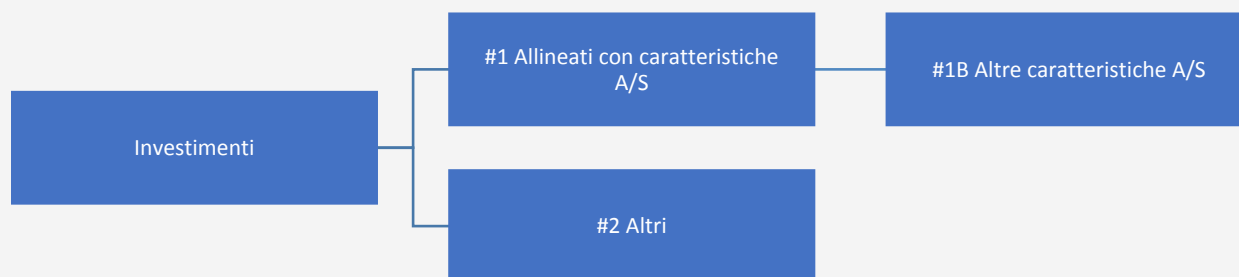 #1 Allineati con caratteristiche
A/S
#1B Altre caratteristiche A/S
Investimenti
#2 Altri